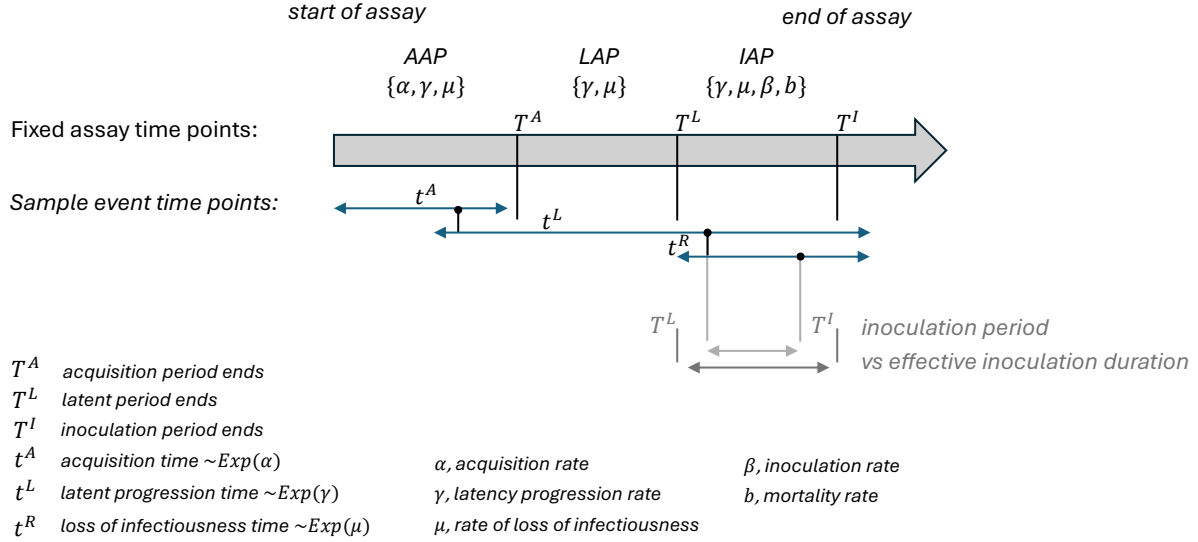 start of assay
end of assay
AAP
LAP
IAP
{α, γ, μ}
{γ, μ}
{γ, μ, β, b}
Fixed assay time points:
T^A
T^L
T^I
Sample event time points:
t^A
t^L
t^R
T^L
T^I
inoculation period
vs effective inoculation duration
T^A acquisition period ends
T^L latent period ends
T^I inoculation period ends
t^A acquisition time ~Exp(α)
α, acquisition rate
β, inoculation rate
t^L latent progression time ~Exp(γ)
γ, latency progression rate
b, mortality rate
t^R loss of infectiousness time ~Exp(μ)
μ, rate of loss of infectiousness